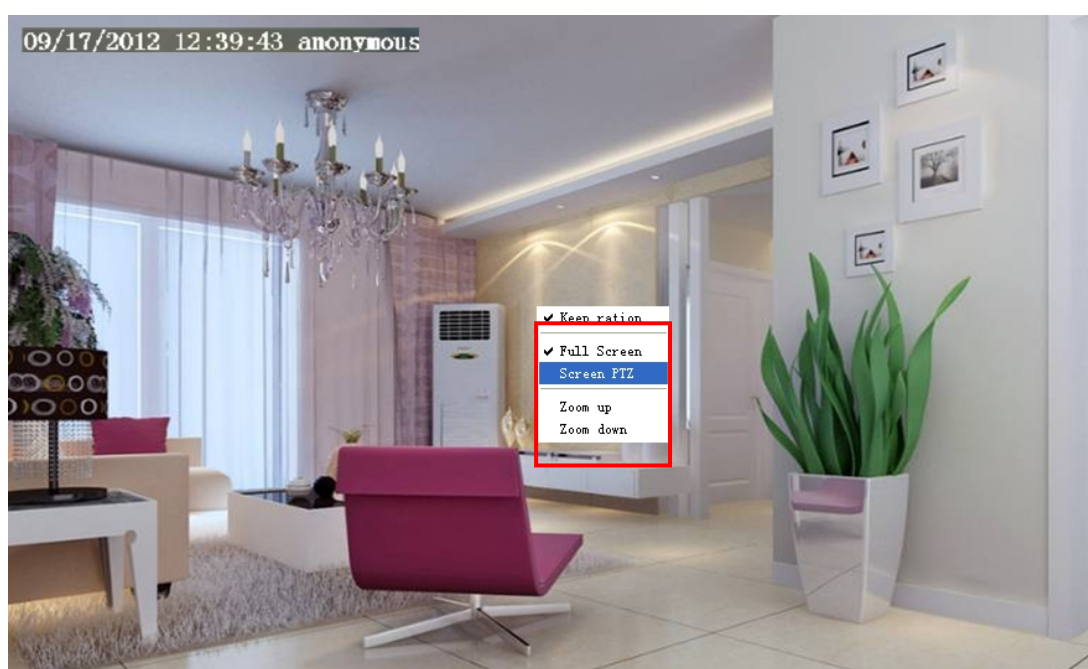 09/17/2012 12:39:43 anonymous
✔ Keep ration
✔ Full Screen
Screen PTZ
Zoom up
Zoom down